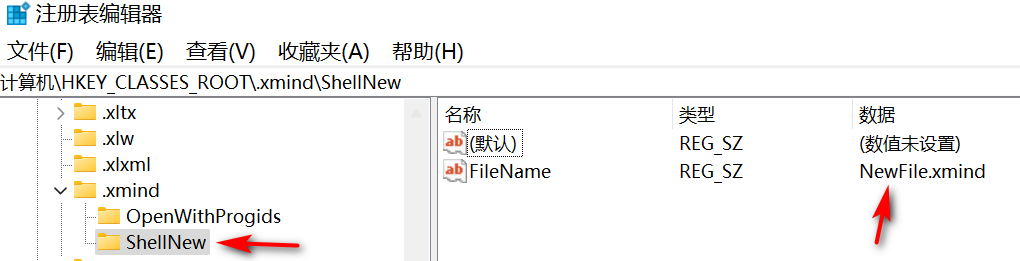 注册表编辑器
文件(F) 编辑(E) 查看(V) 收藏夹(A) 帮助(H)
计算机\HKEY_CLASSES_ROOT\.xmind\ShellNew
.xltx
.xlw
.xlxml
.xmind
OpenWithProgids
ShellNew
名称 类型 数据
ab (默认) REG_SZ (数值未设置)
ab FileName REG_SZ NewFile.xmind